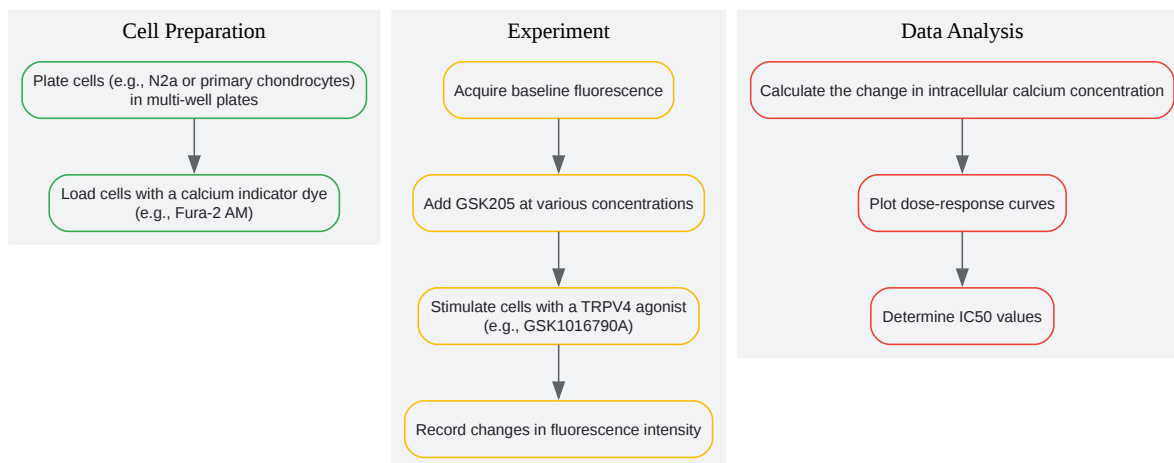 Cell Preparation
Plate cells (e.g., N2a or primary chondrocytes)
in multi-well plates
Load cells with a calcium indicator dye
(e.g., Fura-2 AM)
Experiment
Acquire baseline fluorescence
Add GSK205 at various concentrations
Stimulate cells with a TRPV4 agonist
(e.g., GSK1016790A)
Record changes in fluorescence intensity
Data Analysis
Calculate the change in intracellular calcium concentration
Plot dose-response curves
Determine IC50 values